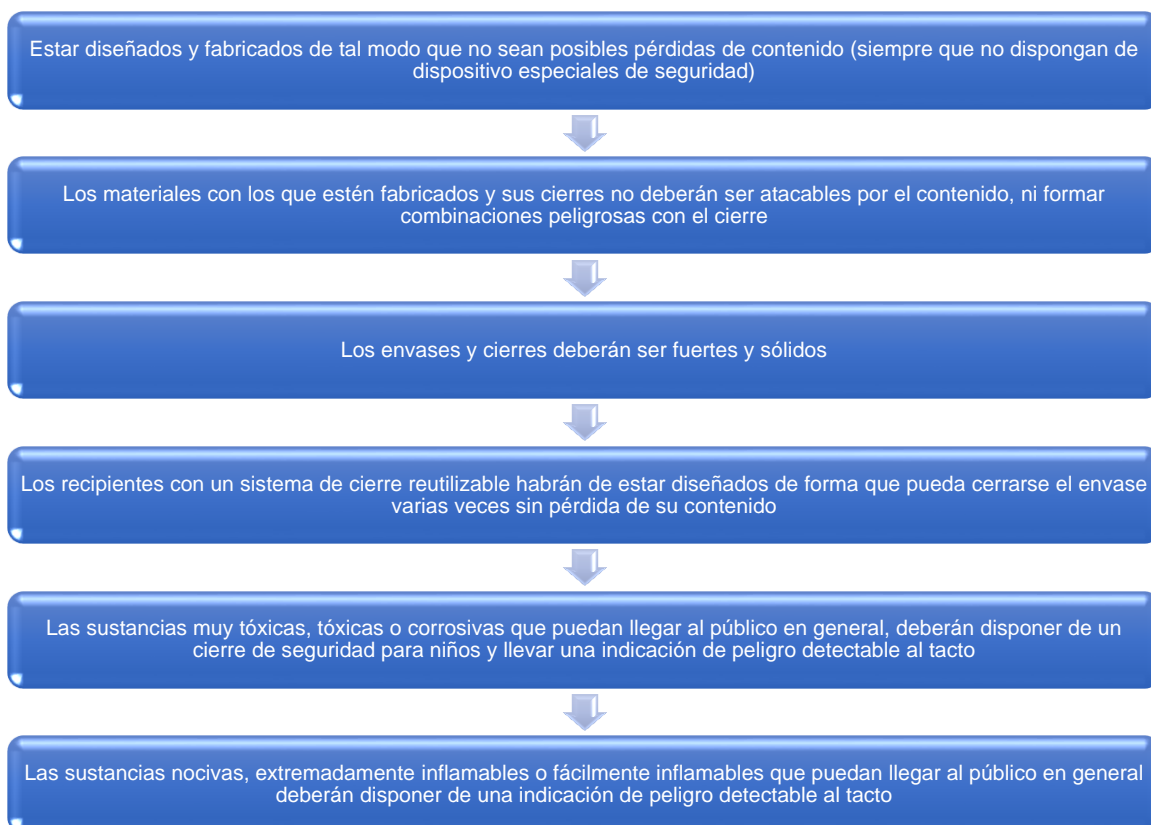 Estar diseñados y fabricados de tal modo que no sean posibles pérdidas de contenido (siempre que no dispongan de
dispositivo especiales de seguridad)
Los materiales con los que estén fabricados y sus cierres no deberán ser atacables por el contenido, ni formar
combinaciones peligrosas con el cierre
Los envases y cierres deberán ser fuertes y sólidos
Los recipientes con un sistema de cierre reutilizable habrán de estar diseñados de forma que pueda cerrarse el envase
varias veces sin pérdida de su contenido
Las sustancias muy tóxicas, tóxicas o corrosivas que puedan llegar al público en general, deberán disponer de un
cierre de seguridad para niños y llevar una indicación de peligro detectable al tacto
Las sustancias nocivas, extremadamente inflamables o fácilmente inflamables que puedan llegar al público en general
deberán disponer de una indicación de peligro detectable al tacto